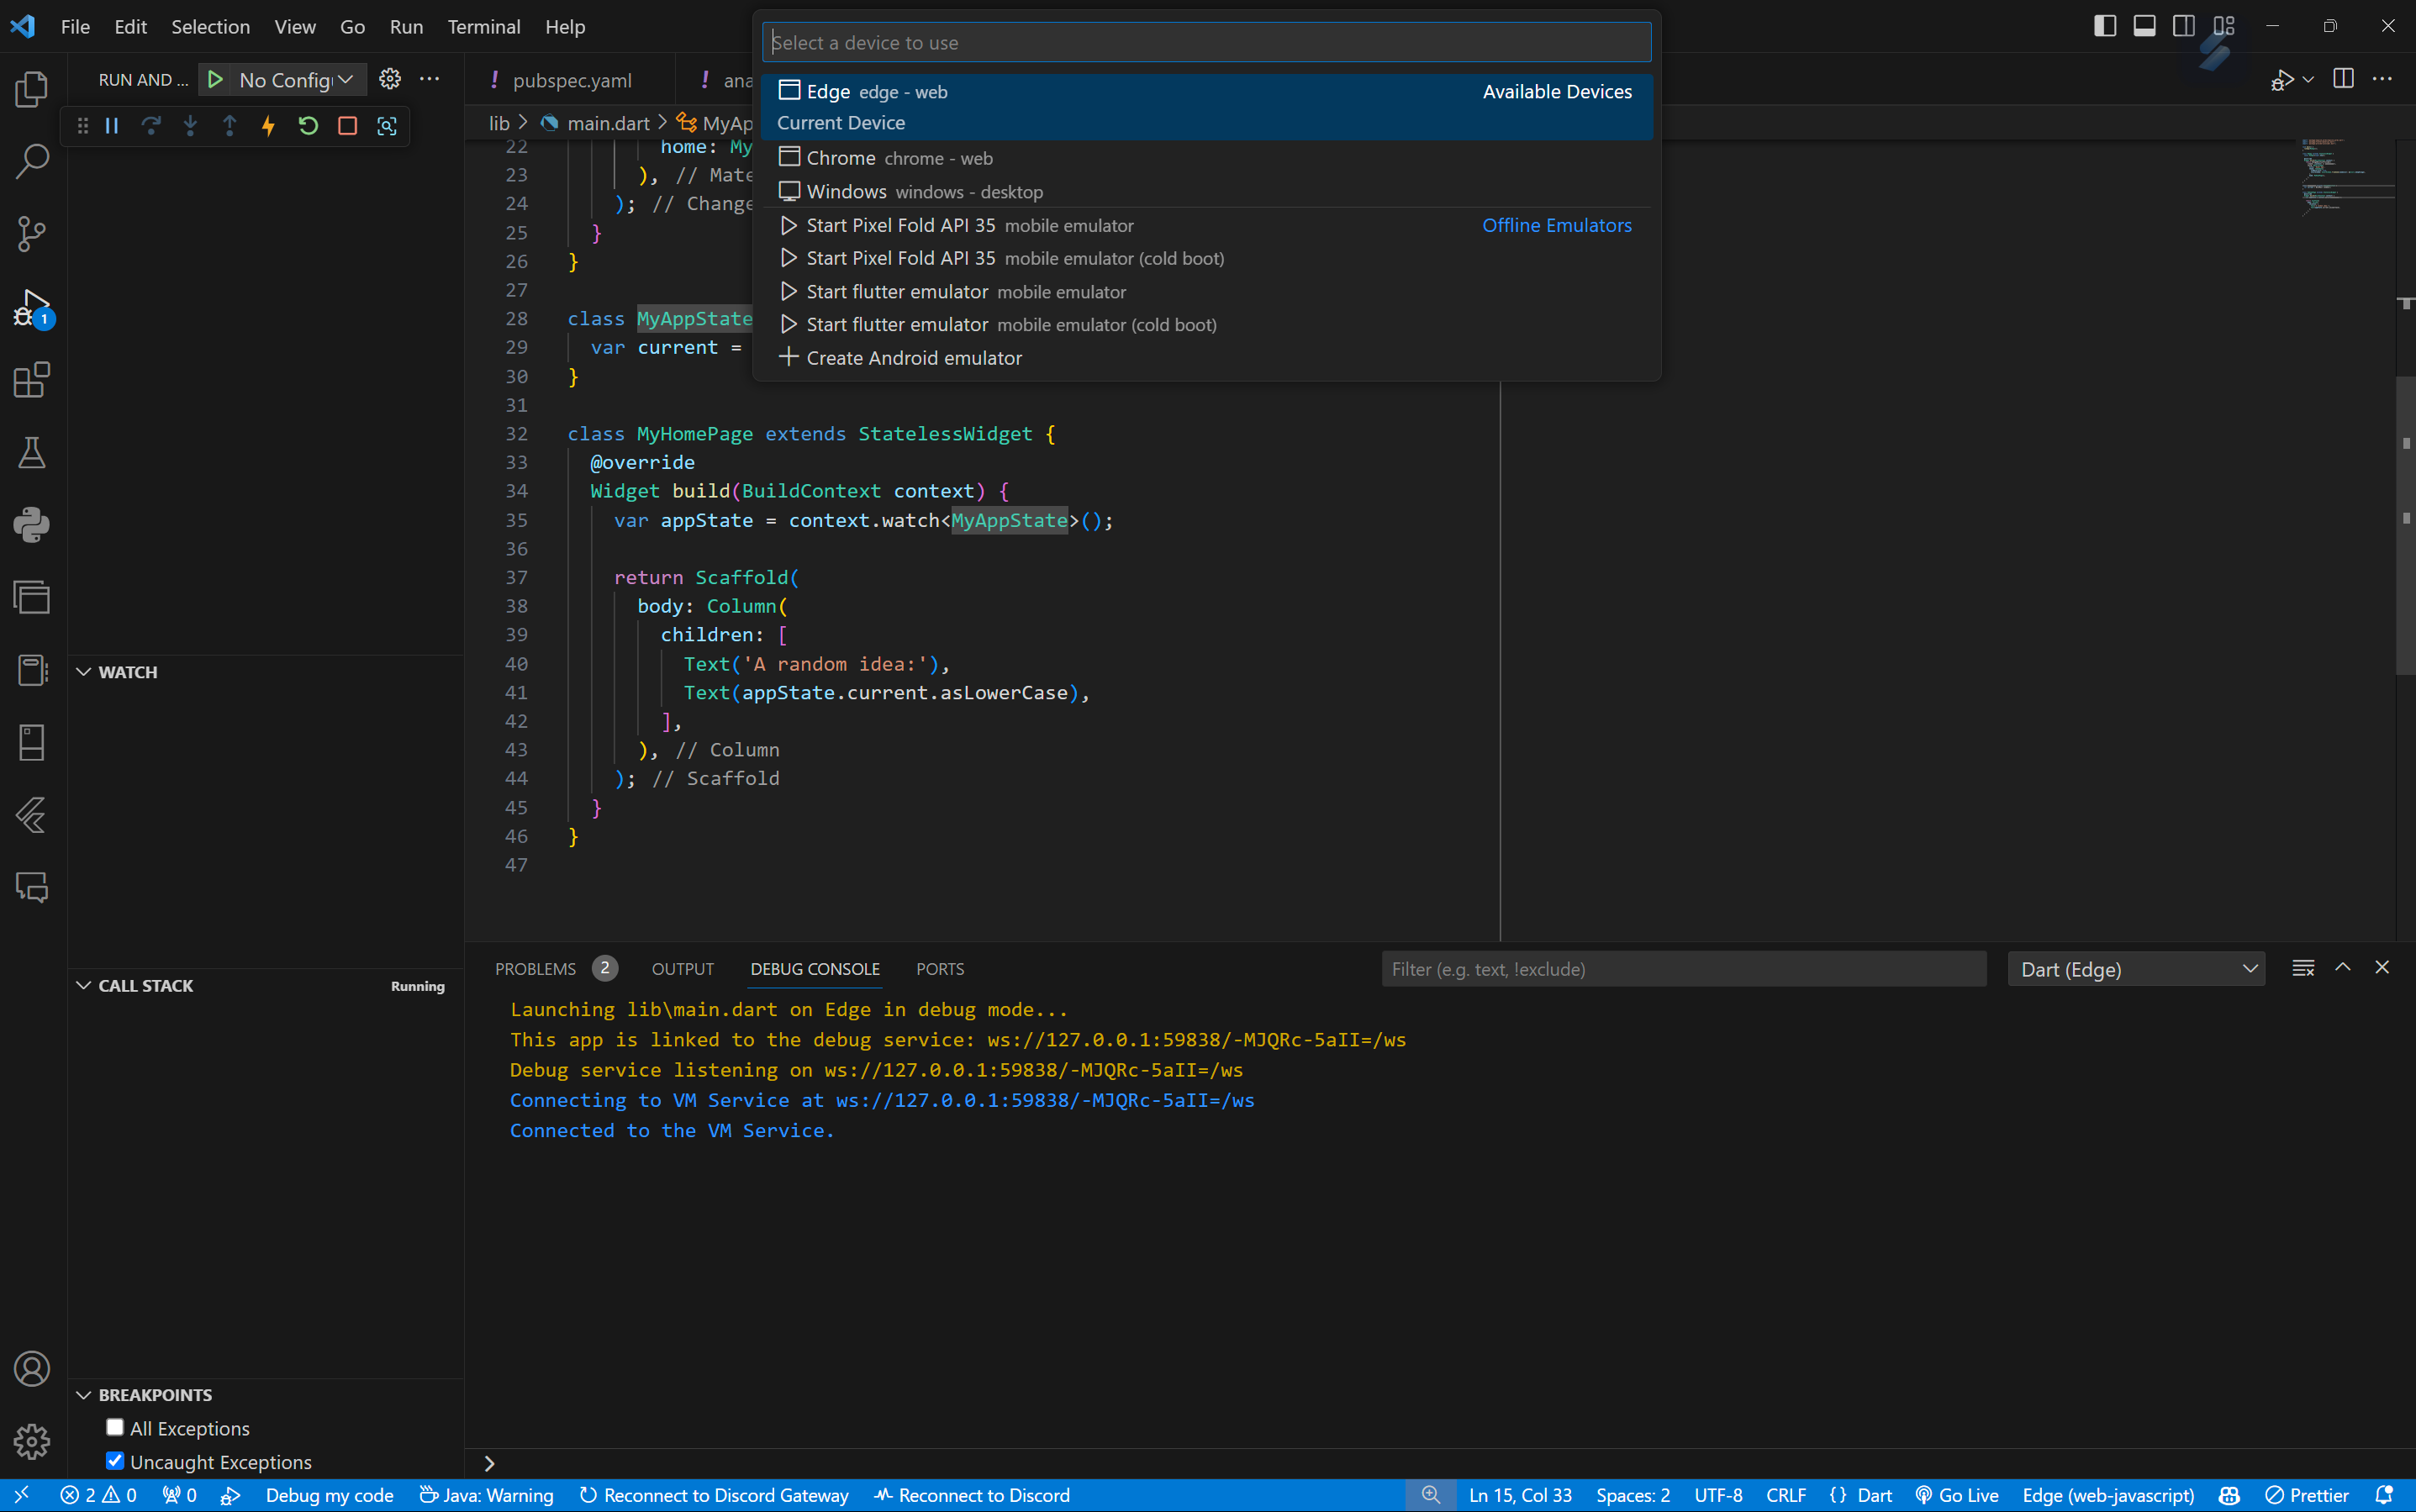 File Edit Selection View Go Run Terminal Help
Select a device to use
Edge edge - web Available Devices
Current Device
Chrome chrome - web
Windows windows - desktop
Start Pixel Fold API 35 mobile emulator Offline Emulators
Start Pixel Fold API 35 mobile emulator (cold boot)
Start flutter emulator mobile emulator
Start flutter emulator mobile emulator (cold boot)
Create Android emulator
RUN AND ... No Config
! pubspec.yaml ! ana
lib > main.dart > MyAp
22 home: My
23 ), // Mate
24 ); // Change
25 }
26 }
27
28 class MyAppState
29 var current =
30 }
31
32 class MyHomePage extends StatelessWidget {
33 @override
34 Widget build(BuildContext context) {
35 var appState = context.watch<MyAppState>();
36
37 return Scaffold(
38 body: Column(
39 children: [
40 Text('A random idea:'),
41 Text(appState.current.asLowerCase),
42 ],
43 ), // Column
44 ); // Scaffold
45 }
46 }
47
1
WATCH
CALL STACK Running
BREAKPOINTS
All Exceptions
Uncaught Exceptions
PROBLEMS 2 OUTPUT DEBUG CONSOLE PORTS Filter (e.g. text, !exclude) Dart (Edge)
Launching lib\main.dart on Edge in debug mode...
This app is linked to the debug service: ws://127.0.0.1:59838/-MJQRc-5aII=/ws
Debug service listening on ws://127.0.0.1:59838/-MJQRc-5aII=/ws
Connecting to VM Service at ws://127.0.0.1:59838/-MJQRc-5aII=/ws
Connected to the VM Service.
>
2 0 0 Debug my code Java: Warning Reconnect to Discord Gateway Reconnect to Discord Ln 15, Col 33 Spaces: 2 UTF-8 CRLF {} Dart Go Live Edge (web-javascript) Prettier